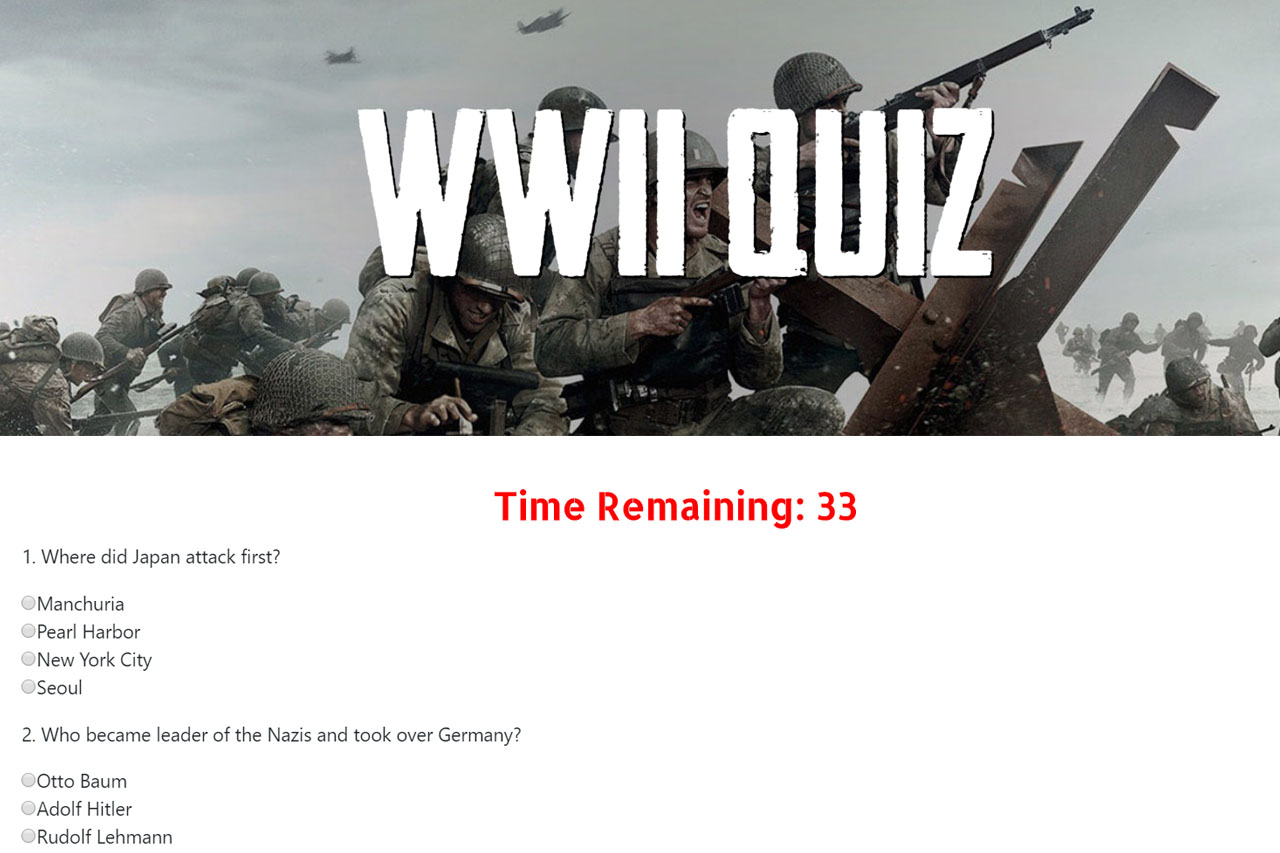 WWII QUIZ
Time Remaining: 33
1. Where did Japan attack first?
Manchuria
Pearl Harbor
New York City
Seoul
2. Who became leader of the Nazis and took over Germany?
Otto Baum
Adolf Hitler
Rudolf Lehmann